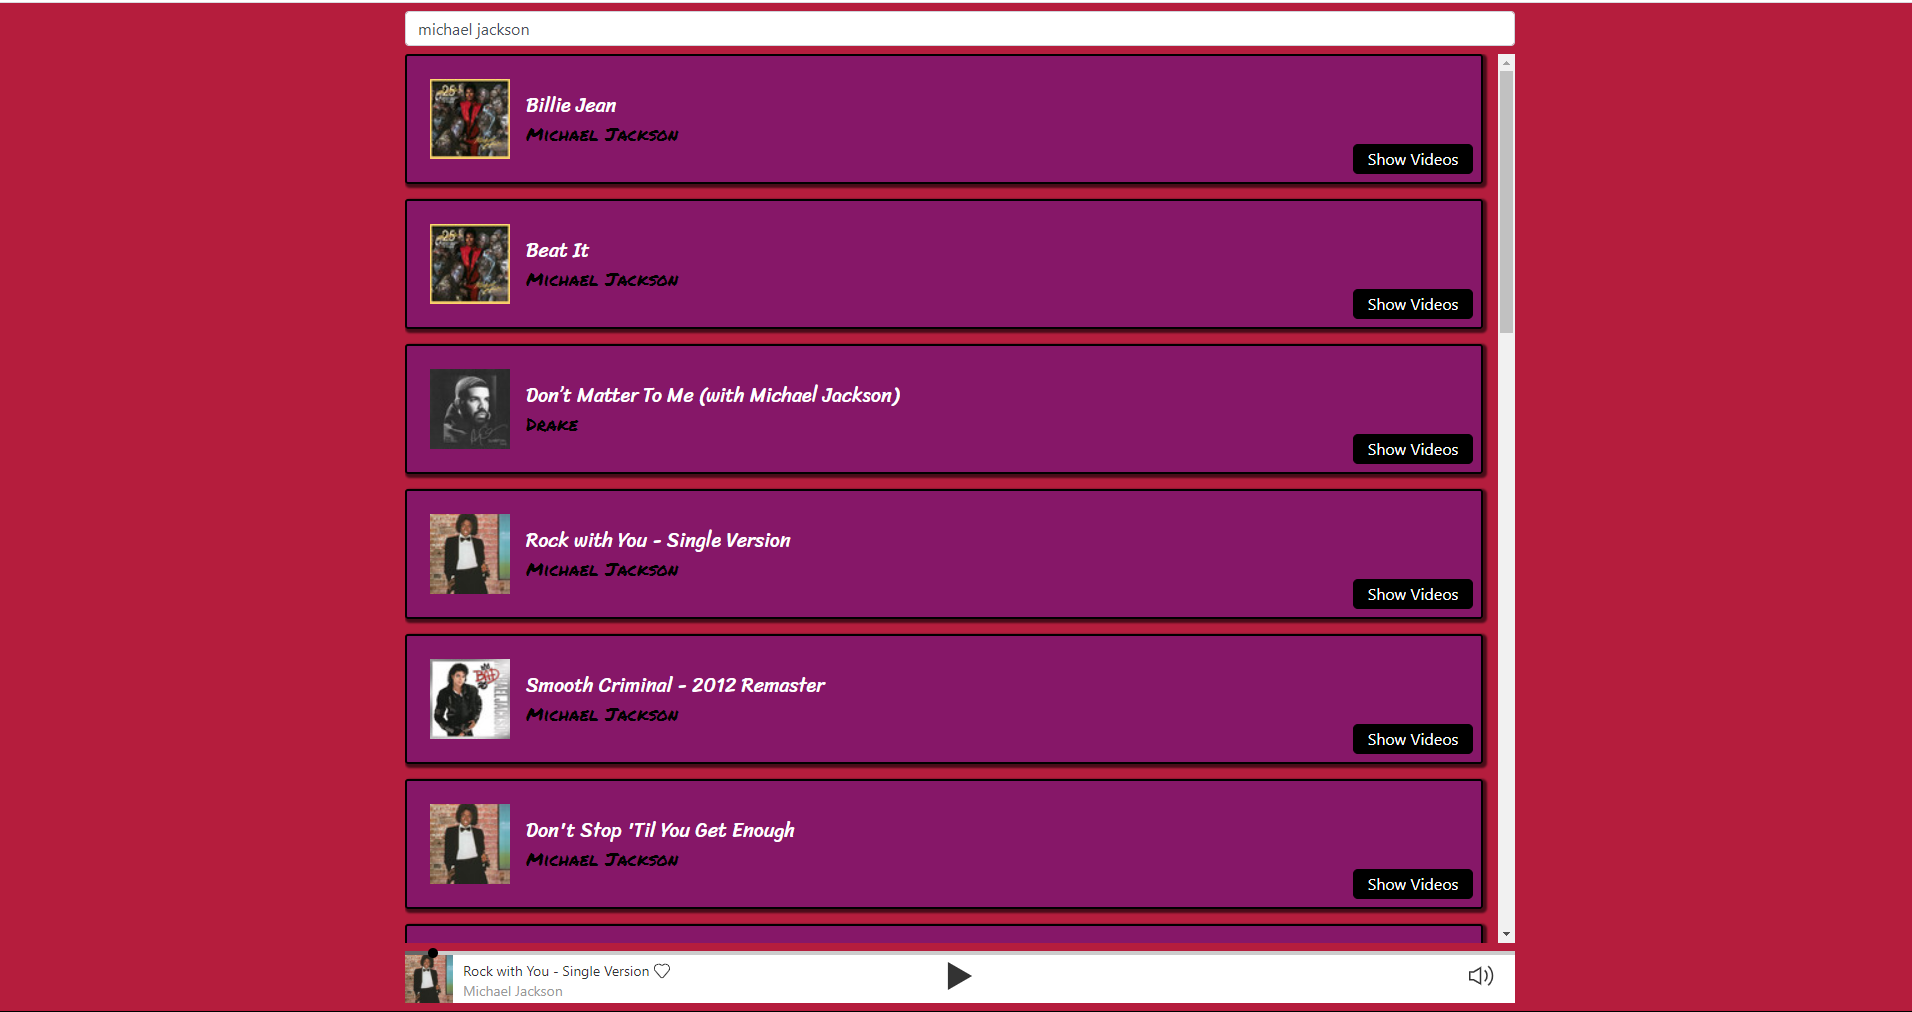 michael jackson
25
Billie Jean
Michael Jackson
Show Videos
25
Beat It
Michael Jackson
Show Videos
Don't Matter To Me (with Michael Jackson)
Drake
Show Videos
Rock with You - Single Version
Michael Jackson
Show Videos
BAD
Smooth Criminal - 2012 Remaster
Michael Jackson
Show Videos
Don't Stop 'Til You Get Enough
Michael Jackson
Show Videos
Rock with You - Single Version
Michael Jackson